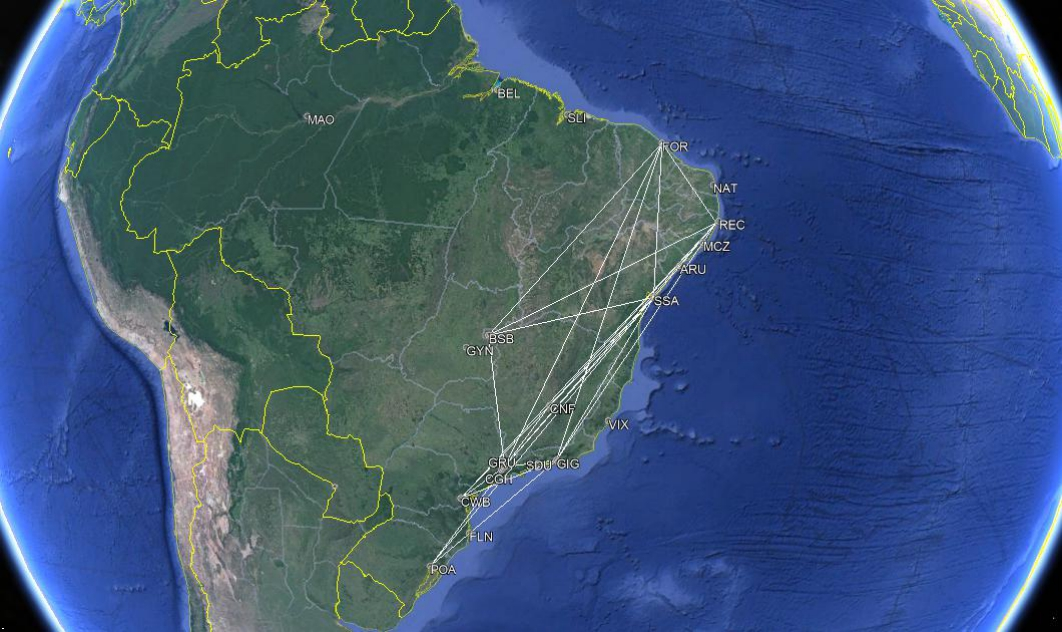 BEL
MAO
SLI
FOR
NAT
REC
MCZ
ARU
SSA
BSB
GYN
CNF
VIX
GRU
SDU GIG
CGH
CWB
FLN
POA